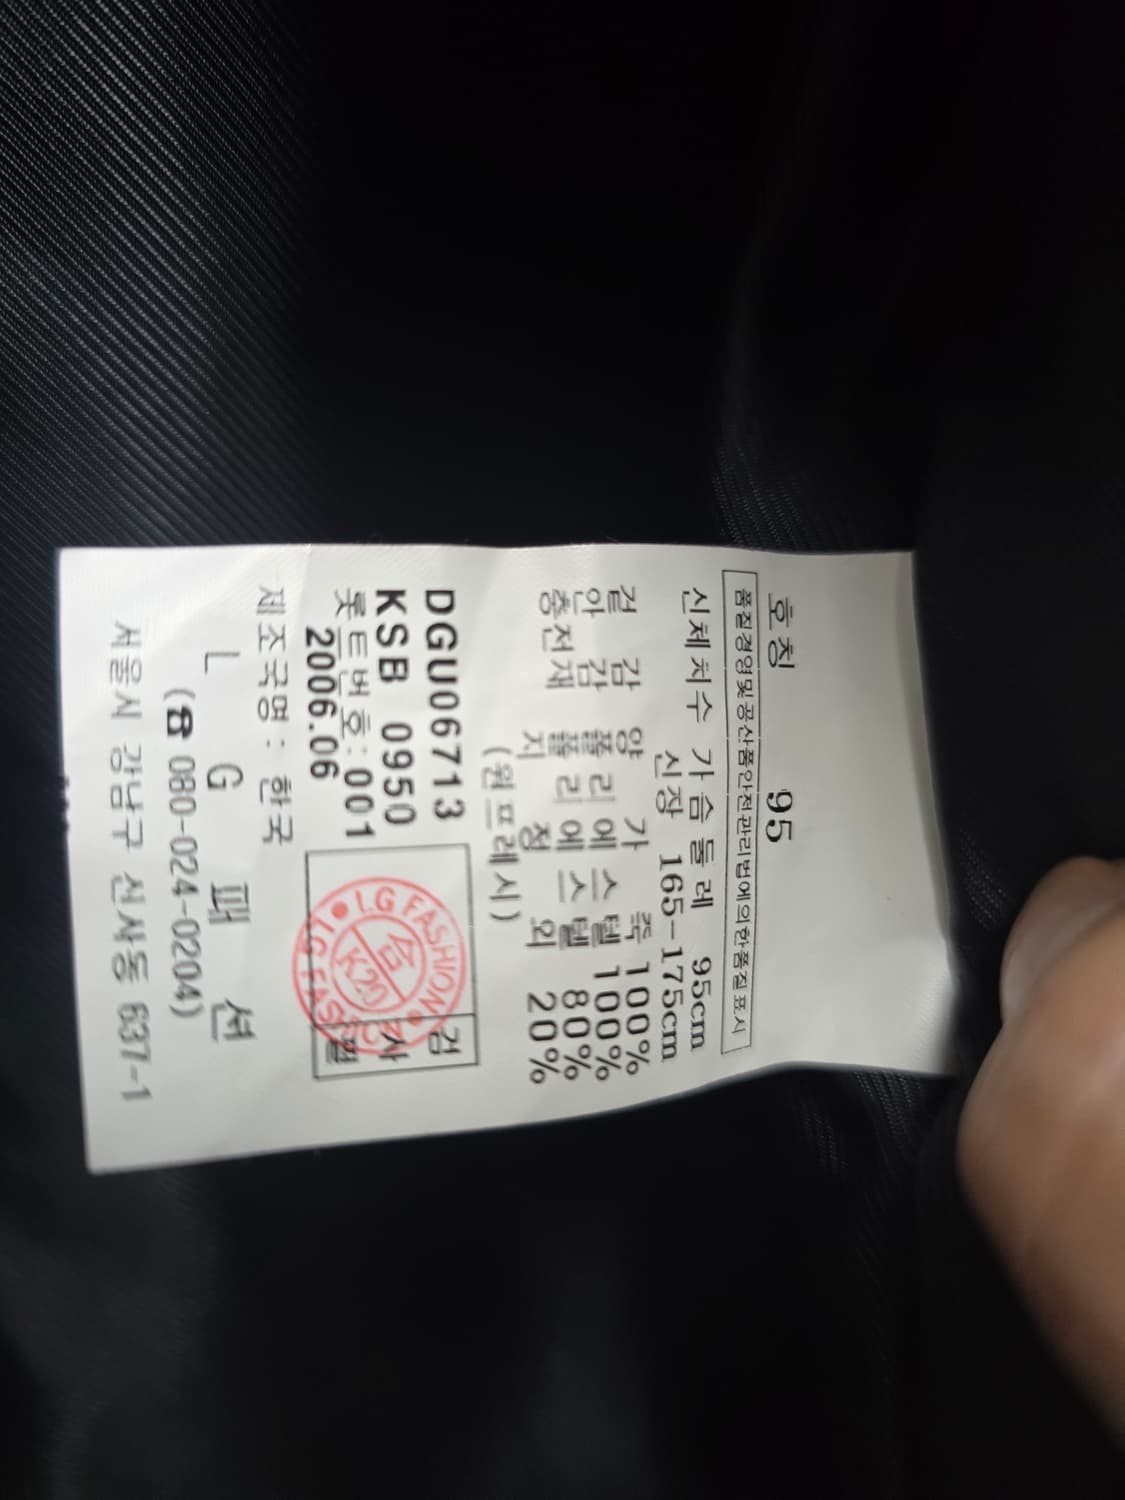 호칭 95
품질경영및공산품안전관리법에의한품질표시
신체치수 가슴둘레 95cm
신장 165-175cm
겉감 양가죽 100%
안감 폴리에스텔 100%
충전재 폴리에스텔 80%
지정외 20%
(원프레시)
DGU06713
KSB 0950
롯트번호:001
2006.06
검사필
LG FASHION
합
K20
제조국명 : 한국
LG패션
(☎ 080-024-0204)
서울시 강남구 신사동 637-1